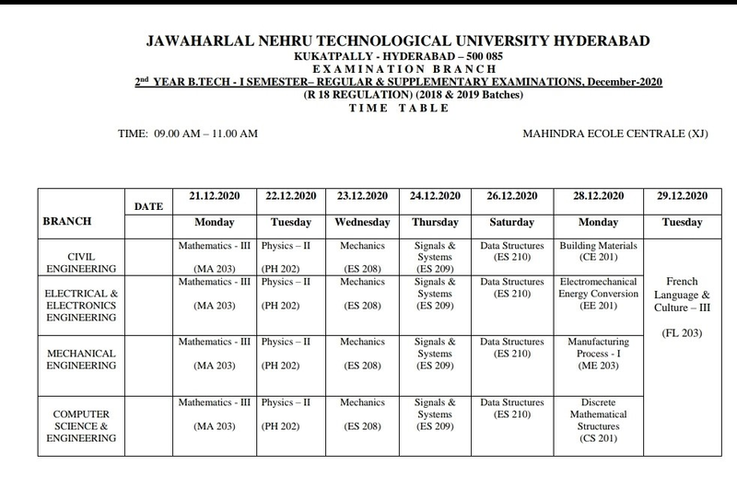 JAWAHARLAL NEHRU TECHNOLOGICAL UNIVERSITY HYDERABAD
KUKATPALLY - HYDERABAD – 500 085
EXAMINATION BRANCH
2nd YEAR B.TECH - I SEMESTER– REGULAR & SUPPLEMENTARY EXAMINATIONS, December-2020
(R 18 REGULATION) (2018 & 2019 Batches)
TIME TABLE
TIME: 09.00 AM – 11.00 AM
MAHINDRA ECOLE CENTRALE (XJ)
BRANCH
DATE
21.12.2020 22.12.2020 23.12.2020 24.12.2020 26.12.2020 28.12.2020 29.12.2020
Monday Tuesday Wednesday Thursday Saturday Monday Tuesday
CIVIL
ENGINEERING
Mathematics - III
(MA 203)
Physics – II
(PH 202)
Mechanics
(ES 208)
Signals &
Systems
(ES 209)
Data Structures
(ES 210)
Building Materials
(CE 201)
French
Language &
Culture – III
(FL 203)
ELECTRICAL &
ELECTRONICS
ENGINEERING
Mathematics - III
(MA 203)
Physics – II
(PH 202)
Mechanics
(ES 208)
Signals &
Systems
(ES 209)
Data Structures
(ES 210)
Electromechanical
Energy Conversion
(EE 201)
MECHANICAL
ENGINEERING
Mathematics - III
(MA 203)
Physics – II
(PH 202)
Mechanics
(ES 208)
Signals &
Systems
(ES 209)
Data Structures
(ES 210)
Manufacturing
Process - I
(ME 203)
COMPUTER
SCIENCE &
ENGINEERING
Mathematics - III
(MA 203)
Physics – II
(PH 202)
Mechanics
(ES 208)
Signals &
Systems
(ES 209)
Data Structures
(ES 210)
Discrete
Mathematical
Structures
(CS 201)